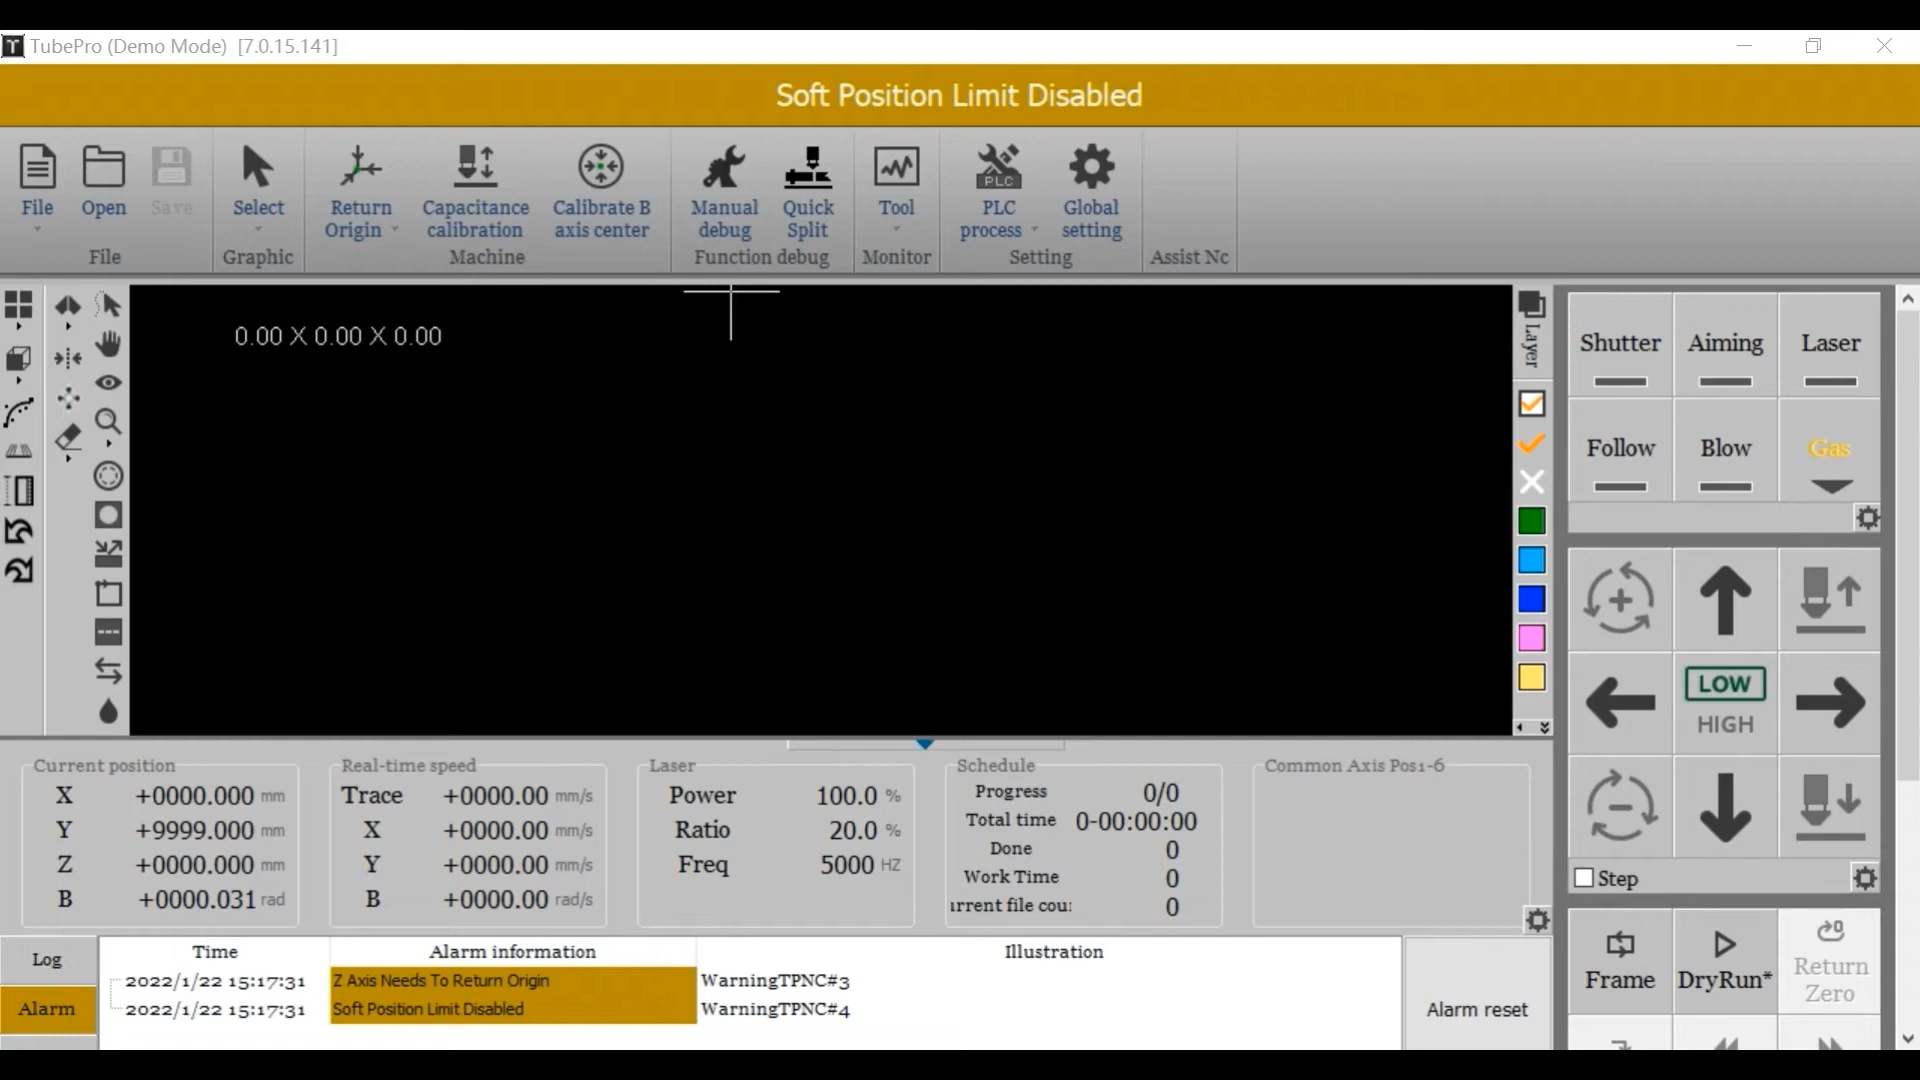 TubePro (Demo Mode) [7.0.15.141]
Soft Position Limit Disabled
File
Open
Save
Select
Return Origin
Capacitance calibration
Calibrate B axis center
Manual debug
Quick Split
Tool
PLC
PLC process
Global setting
File
Graphic
Machine
Function debug
Monitor
Setting
Assist Nc
0.00 X 0.00 X 0.00
Layer
Shutter
Aiming
Laser
Follow
Blow
Gas
LOW
HIGH
Step
Frame
DryRun*
Return Zero
Current position
X +0000.000 mm
Y +9999.000 mm
Z +0000.000 mm
B +0000.031 rad
Real-time speed
Trace +0000.00 mm/s
X +0000.00 mm/s
Y +0000.00 mm/s
B +0000.00 rad/s
Laser
Power 100.0 %
Ratio 20.0 %
Freq 5000 HZ
Schedule
Progress 0/0
Total time 0-00:00:00
Done 0
Work Time 0
urrent file cou: 0
Common Axis Pos1-6
Log
Alarm
Time Alarm information Illustration
2022/1/22 15:17:31 Z Axis Needs To Return Origin WarningTPNC#3
2022/1/22 15:17:31 Soft Position Limit Disabled WarningTPNC#4
Alarm reset